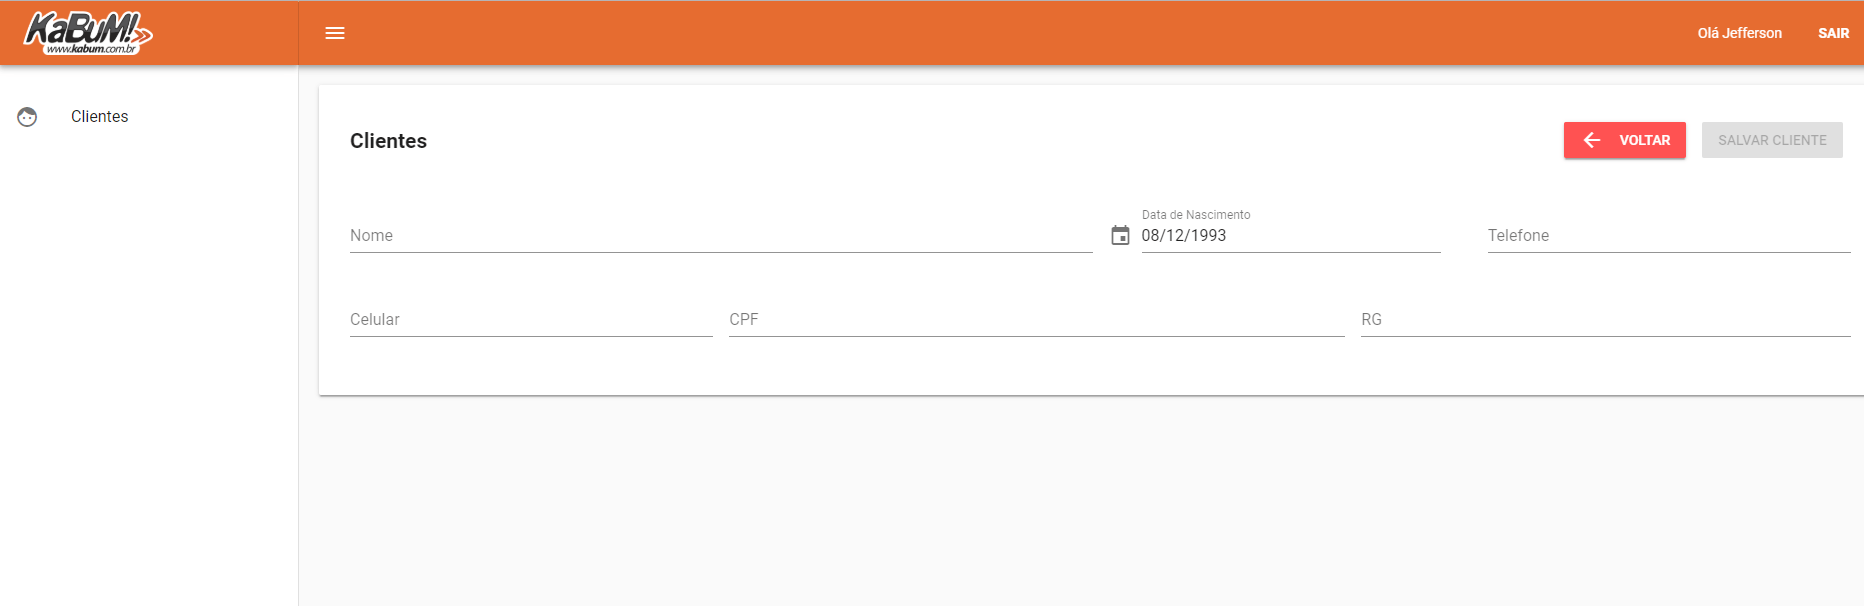 KaBuM!
www.kabum.com.br
Olá Jefferson
SAIR
Clientes
Clientes
VOLTAR
SALVAR CLIENTE
Nome
Data de Nascimento
08/12/1993
Telefone
Celular
CPF
RG